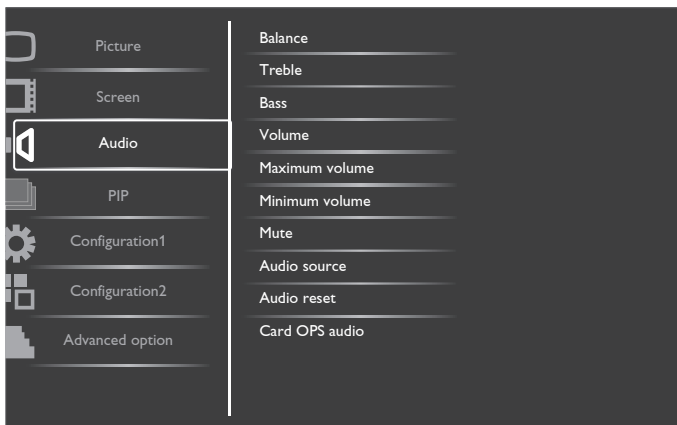 Picture
Screen
Audio
PIP
Configuration1
Configuration2
Advanced option
Balance
Treble
Bass
Volume
Maximum volume
Minimum volume
Mute
Audio source
Audio reset
Card OPS audio